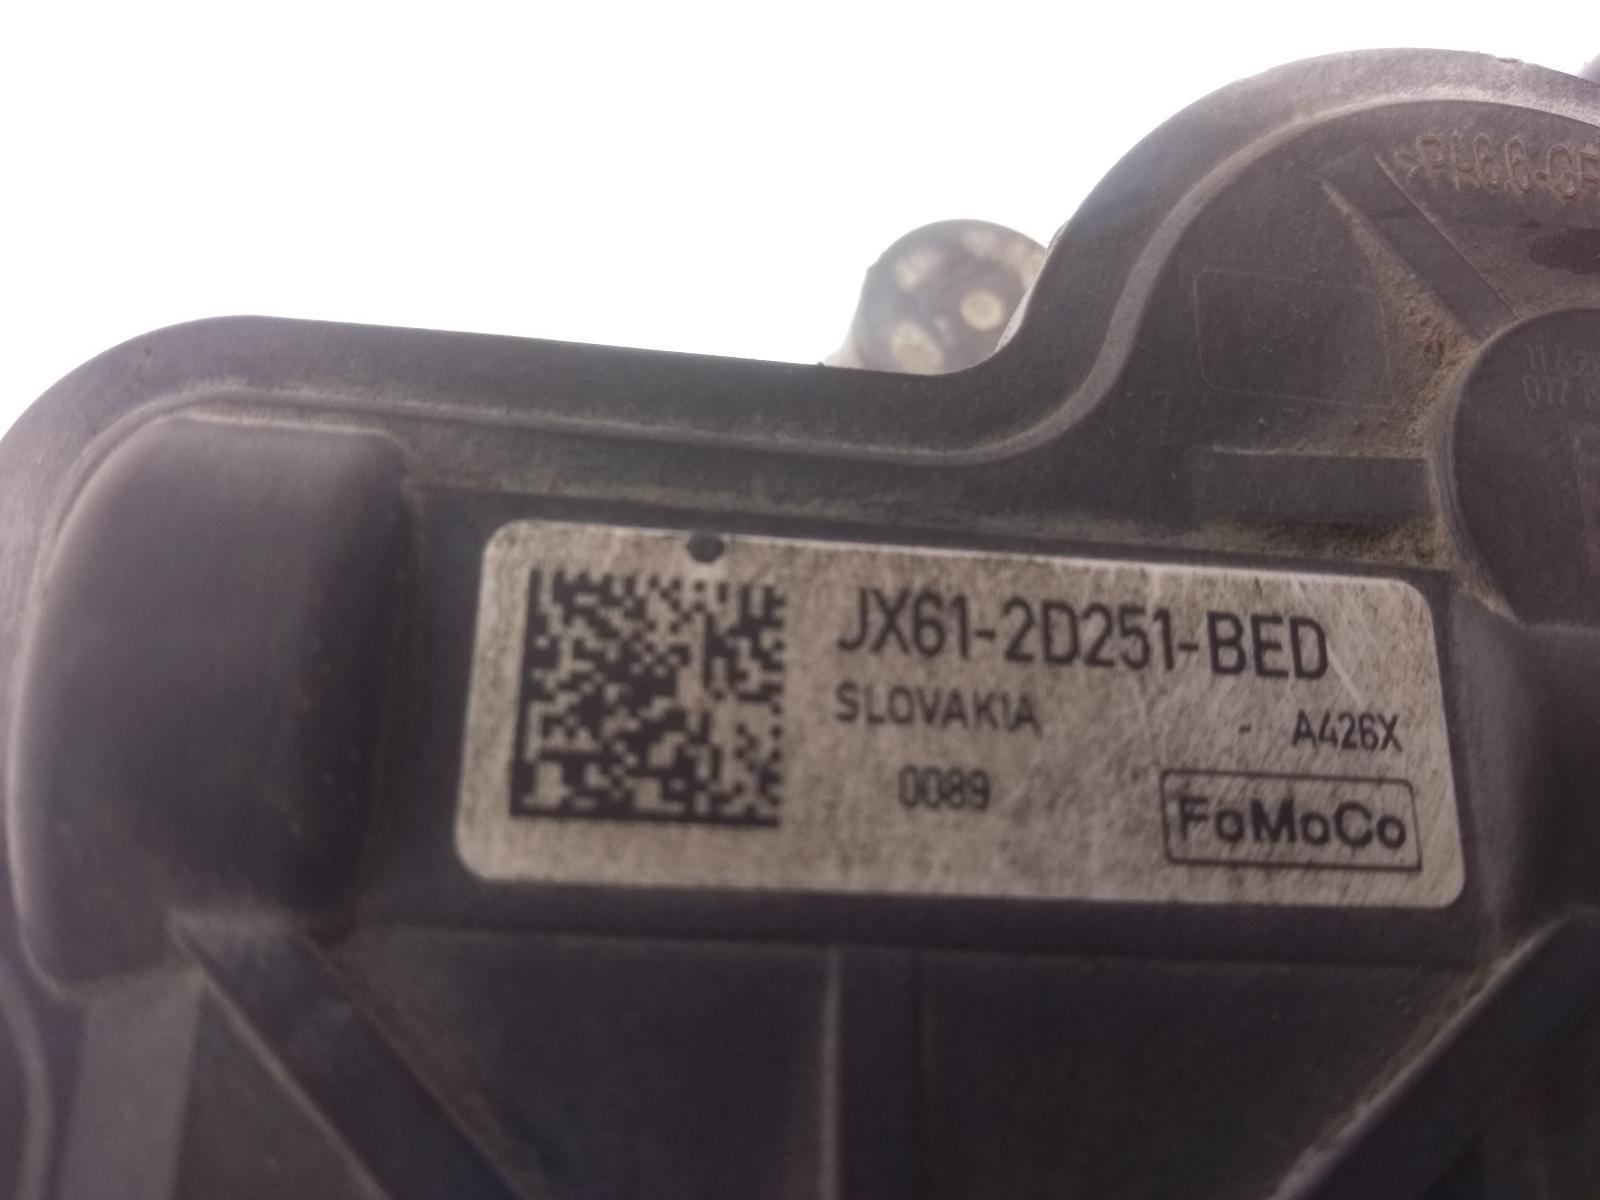 JX61-2D251-BED
SLOVAKIA - A426X
0089
FoMoCo